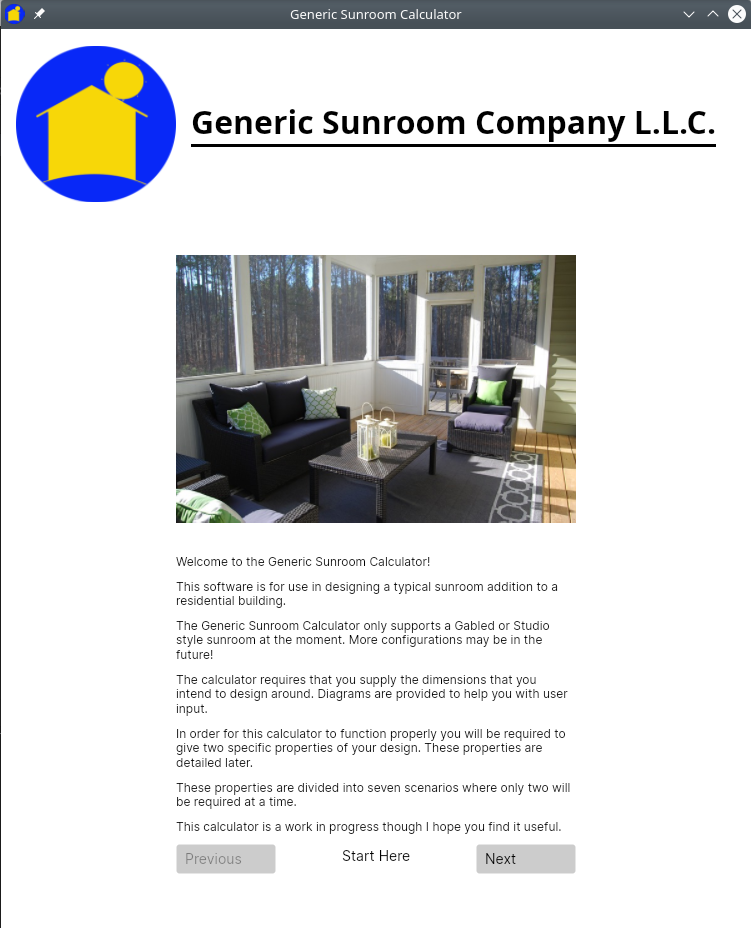 Generic Sunroom Calculator
Generic Sunroom Company L.L.C.
Welcome to the Generic Sunroom Calculator!
This software is for use in designing a typical sunroom addition to a
residential building.
The Generic Sunroom Calculator only supports a Gabled or Studio
style sunroom at the moment. More configurations may be in the
future!
The calculator requires that you supply the dimensions that you
intend to design around. Diagrams are provided to help you with user
input.
In order for this calculator to function properly you will be required to
give two specific properties of your design. These properties are
detailed later.
These properties are divided into seven scenarios where only two will
be required at a time.
This calculator is a work in progress though I hope you find it useful.
Previous
Start Here
Next